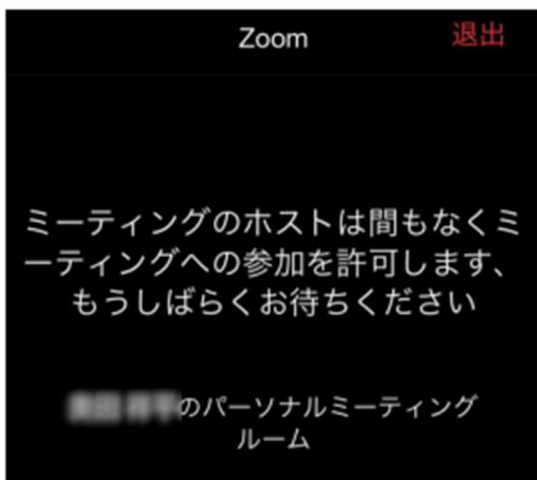 Zoom
退出
ミーティングのホストは間もなくミ
ーティングへの参加を許可します、
もうしばらくお待ちください
のパーソナルミーティング
ルーム